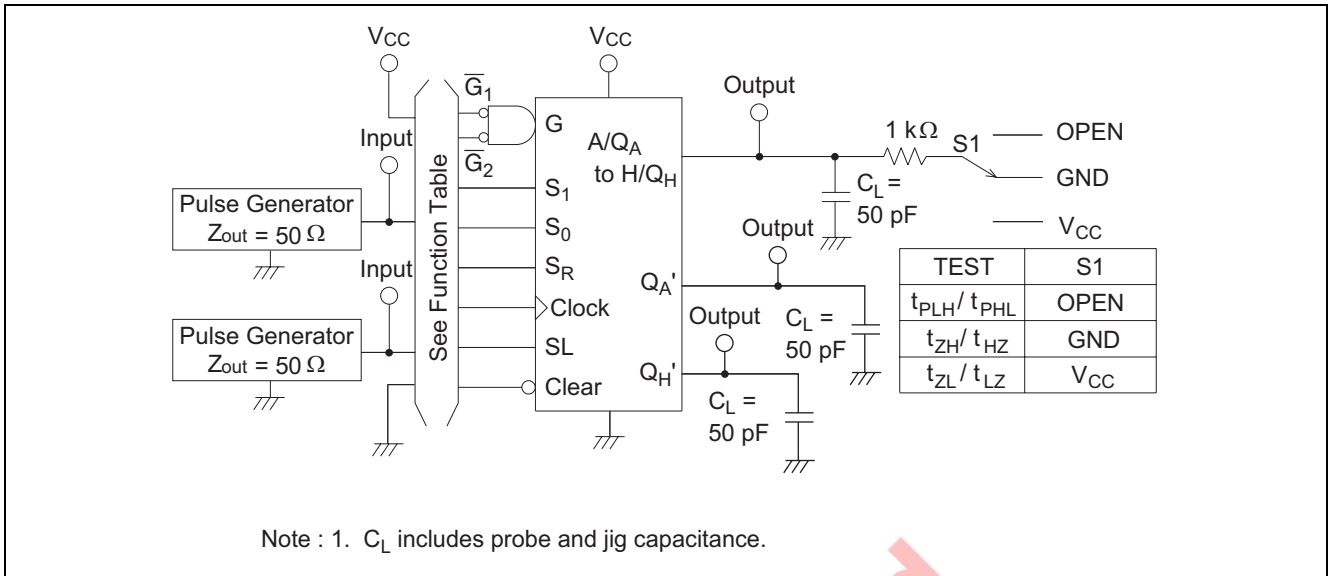 VCC
VCC
G1
G2
G
Input
Pulse Generator
Zout = 50 Ω
Input
Pulse Generator
Zout = 50 Ω
See Function Table
S1
S0
SR
Clock
SL
Clear
A/QA
to H/QH
QA'
QH'
Output
1 kΩ
S1
OPEN
GND
VCC
CL =
50 pF
Output
CL =
50 pF
Output
CL =
50 pF
TEST S1
tPLH / tPHL OPEN
tZH / tHZ GND
tZL / tLZ VCC
Note : 1. CL includes probe and jig capacitance.